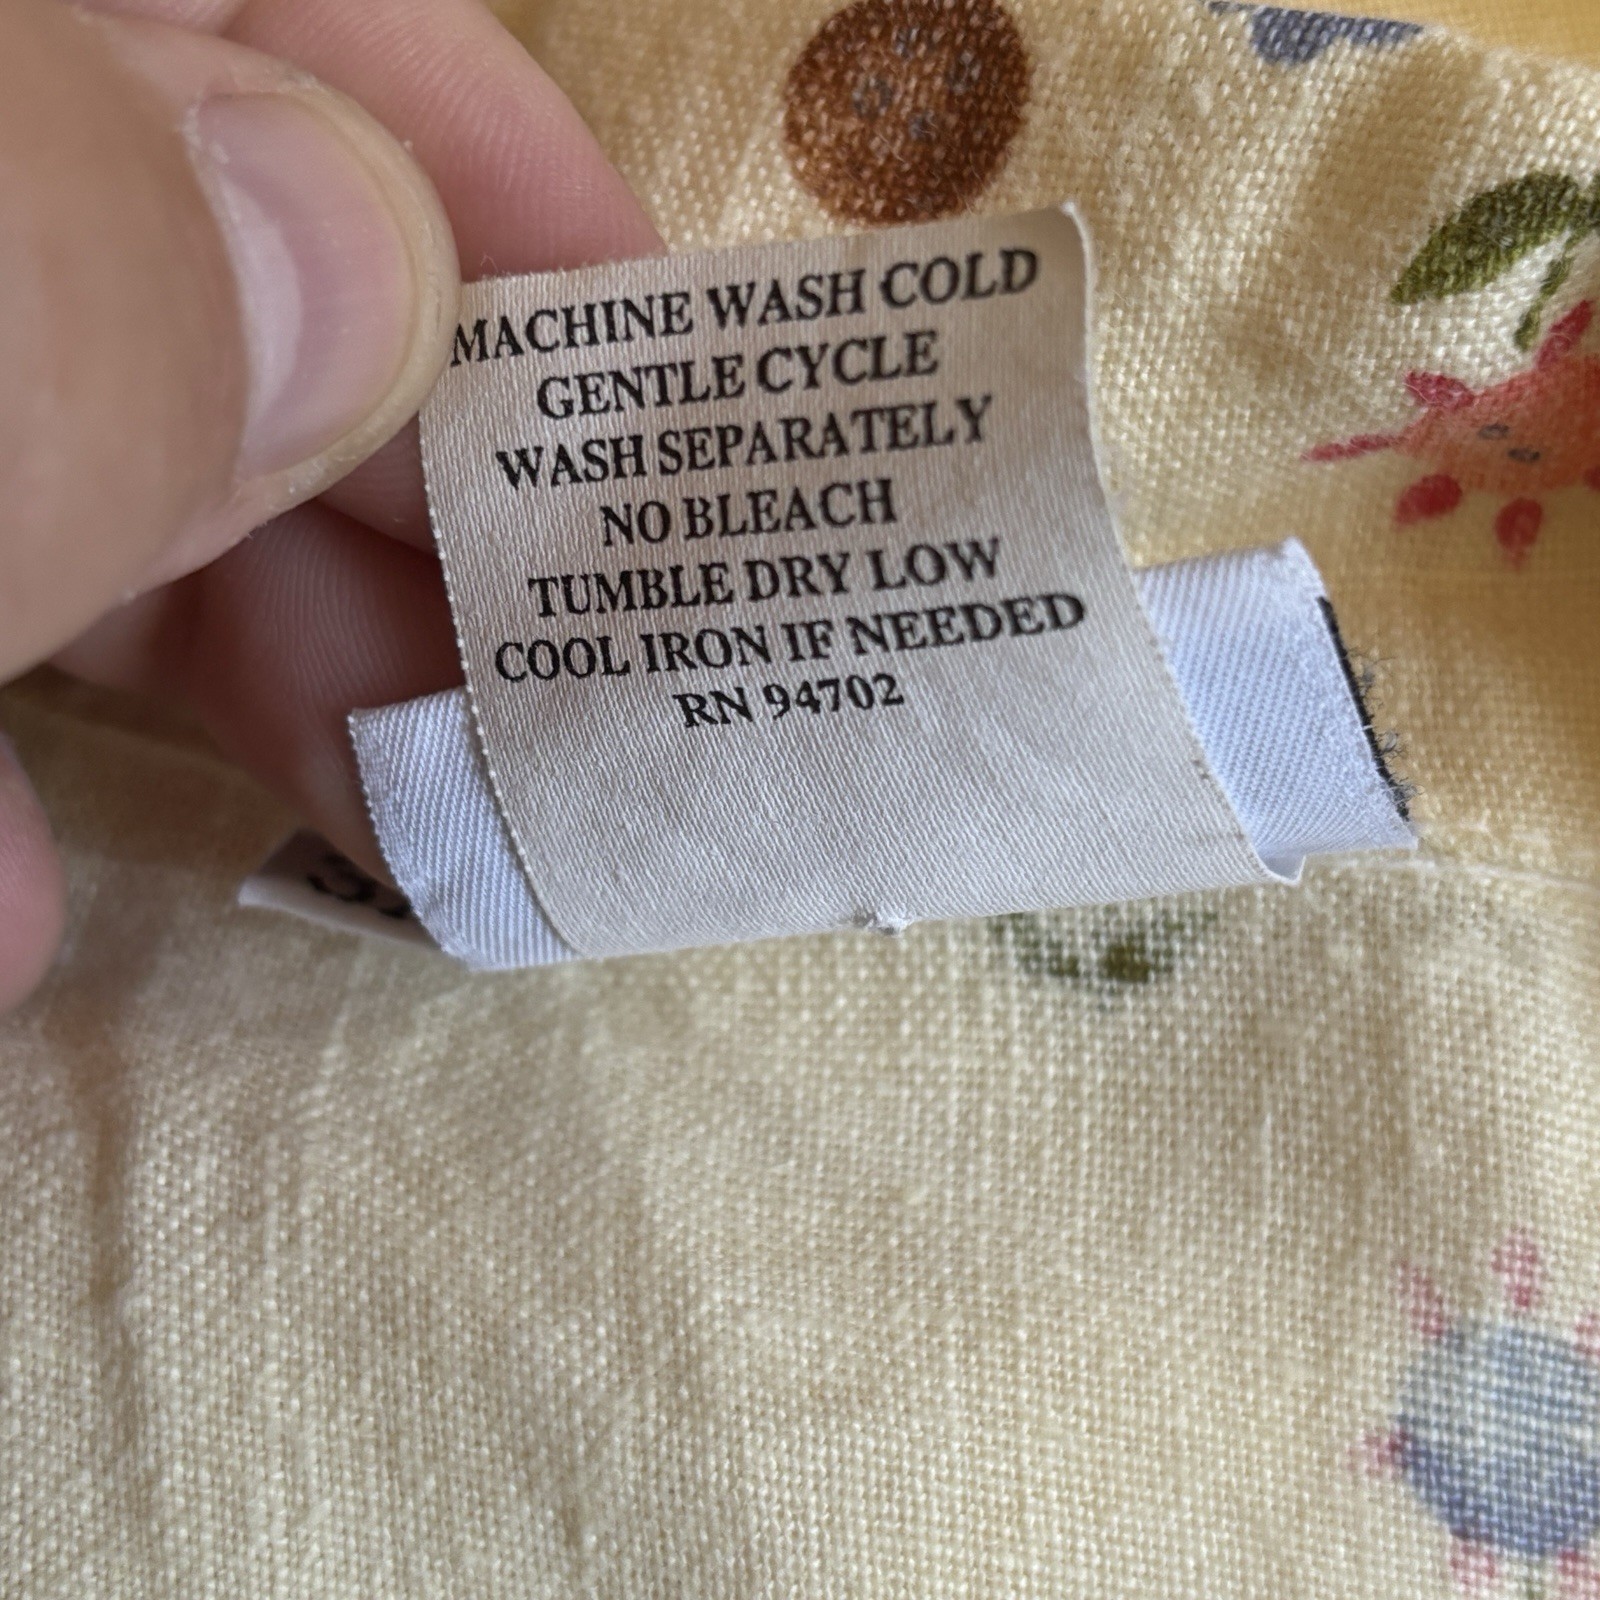 MACHINE WASH COLD
GENTLE CYCLE
WASH SEPARATELY
NO BLEACH
TUMBLE DRY LOW
COOL IRON IF NEEDED
RN 94702